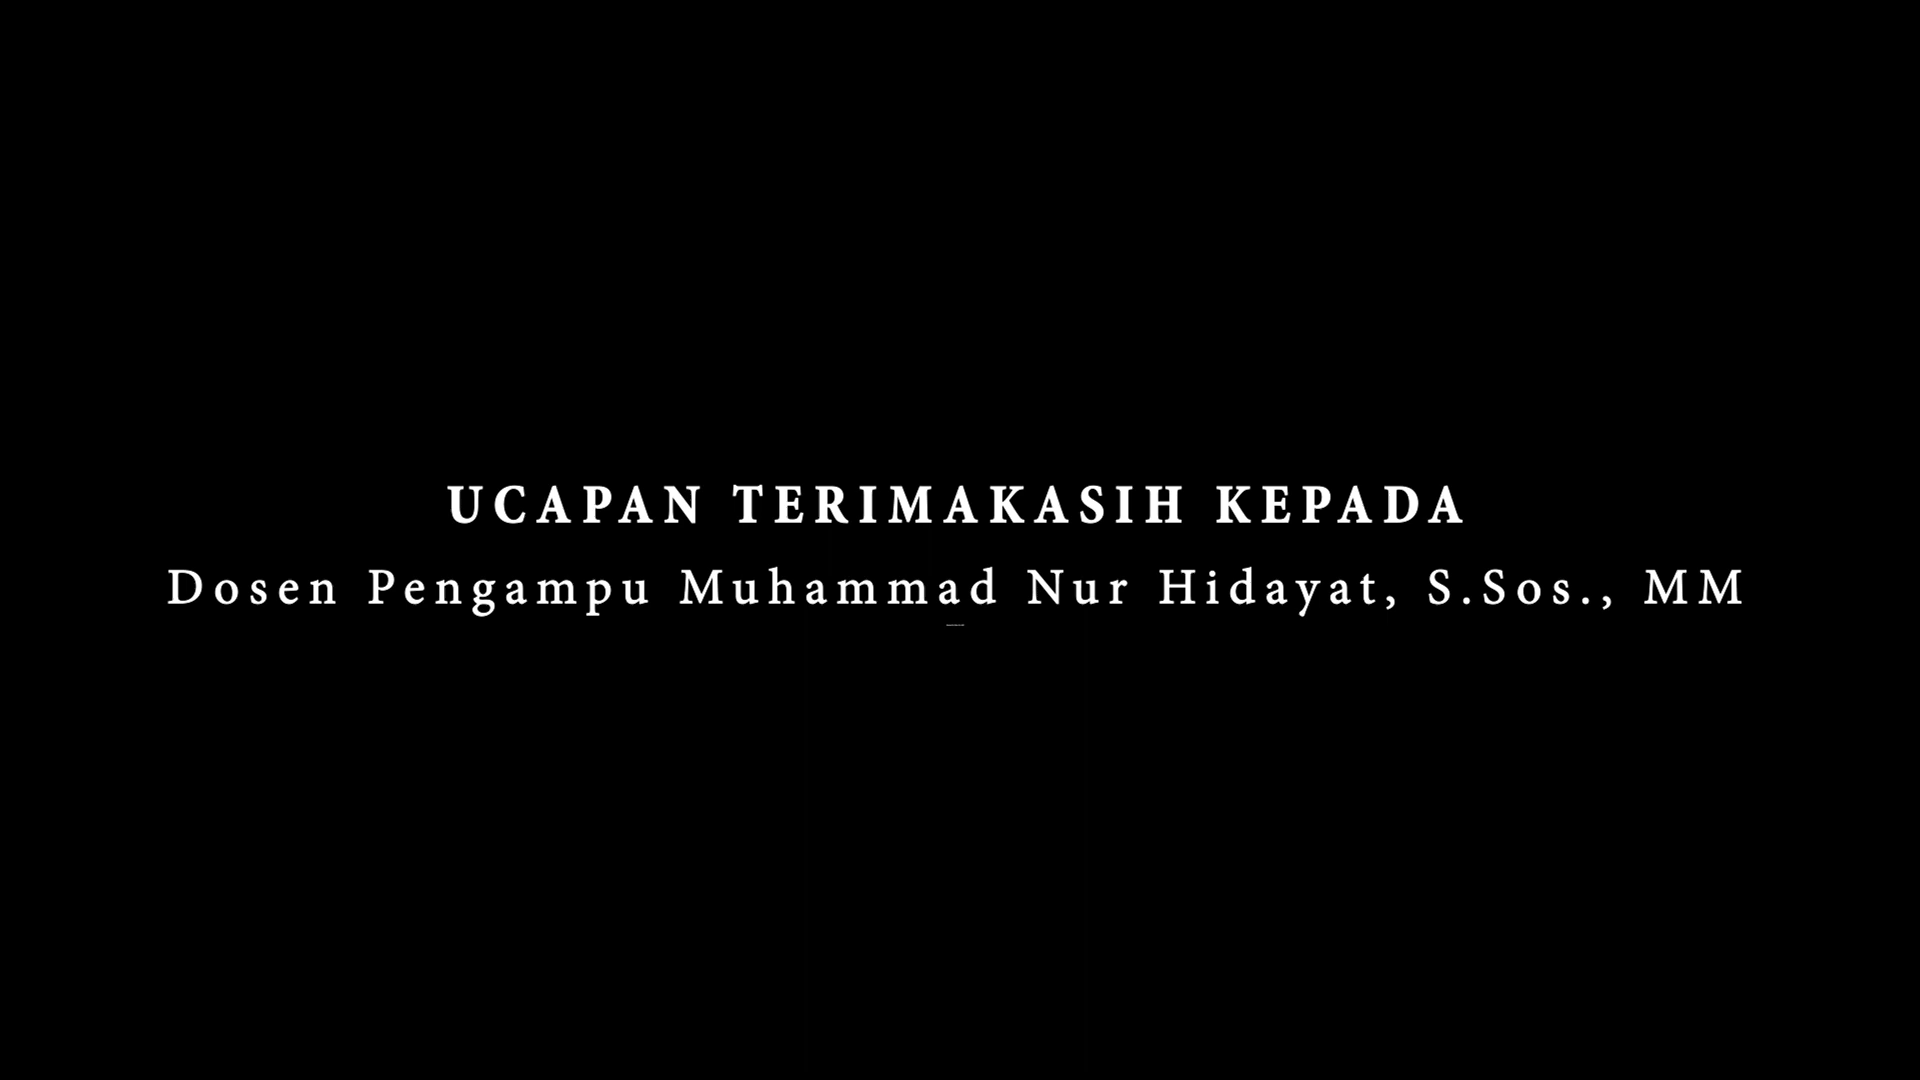 UCAPAN TERIMAKASIH KEPADA
Dosen Pengampu Muhammad Nur Hidayat, S.Sos., MM